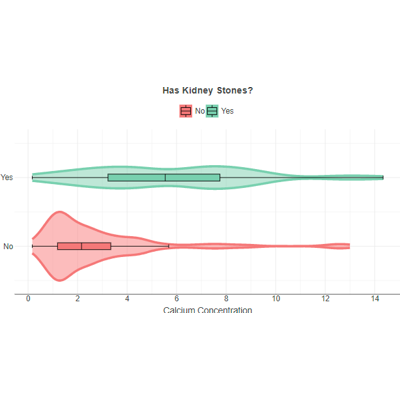 Has Kidney Stones?
No Yes
Yes
No
0 2 4 6 8 10 12 14
Calcium Concentration